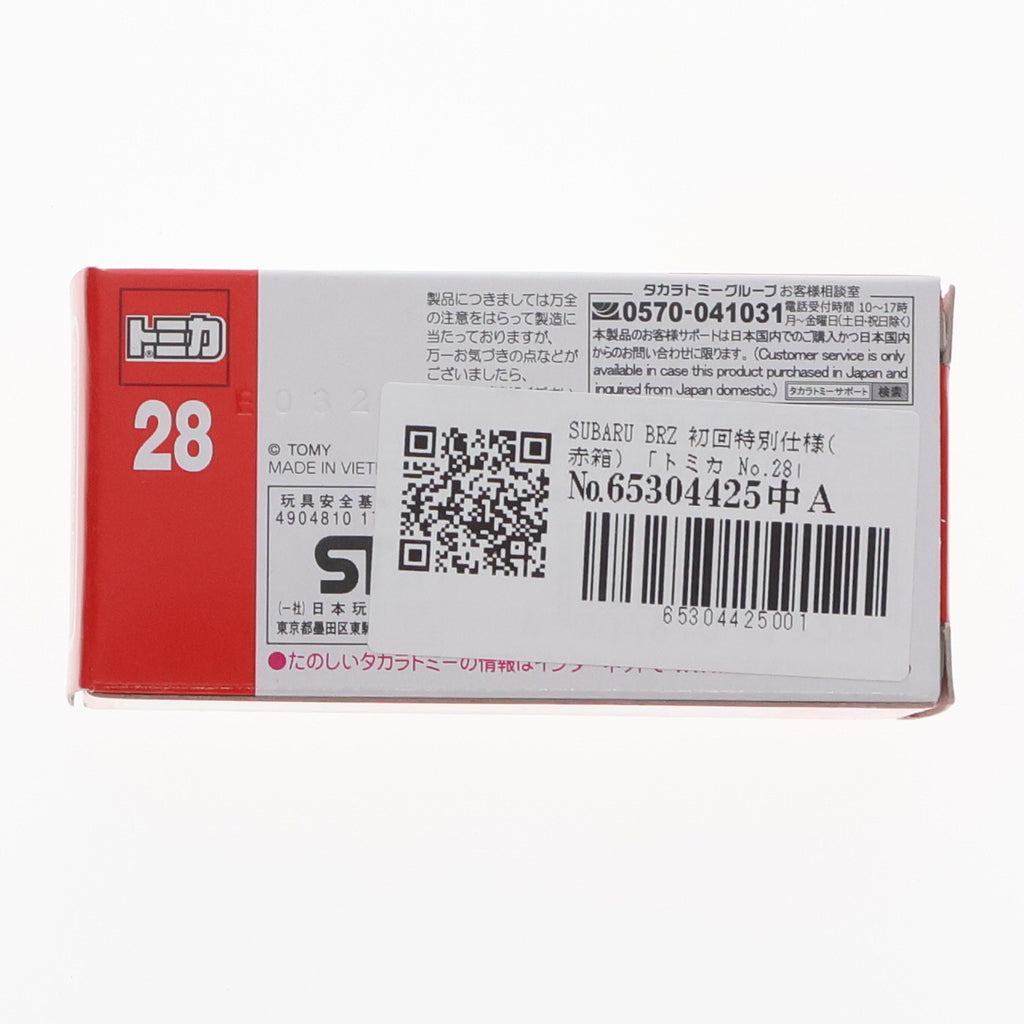 トミカ
28
製品につきましては万全
の注意をはらって製造に
当たっておりますが、
万一お気づきの点などが
ございましたら、
タカラトミーグループ お客様相談室
0570-041031 電話受付時間 10〜17時
月〜金曜日(土日・祝日除く)
本製品のお客様サポートは日本国内でのご購入かつ日本国内
からのお問い合わせに限ります。(Customer service is only
available in case this product purchased in Japan and
inquired from Japan domestic.) タカラトミーサポート 検索
© TOMY
MADE IN VIET
玩具安全基
4904810 17
ST
(一社)日本玩
東京都墨田区東駒
●たのしいタカラトミーの情報はインターネットで
SUBARU BRZ 初回特別仕様(
赤箱) 「トミカ No.28」
No.65304425中A
65304425001